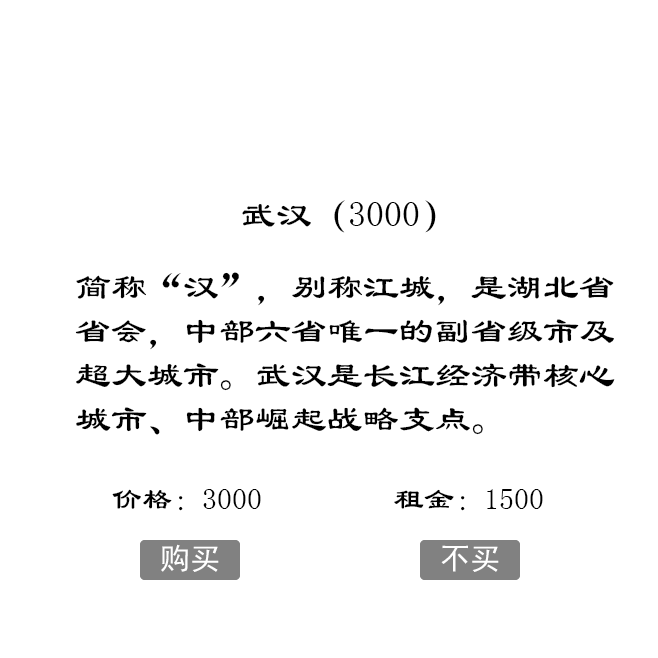 武汉（3000）
简称“汉”，别称江城，是湖北省
省会，中部六省唯一的副省级市及
超大城市。武汉是长江经济带核心
城市、中部崛起战略支点。
价格：3000 租金：1500
购买 不买